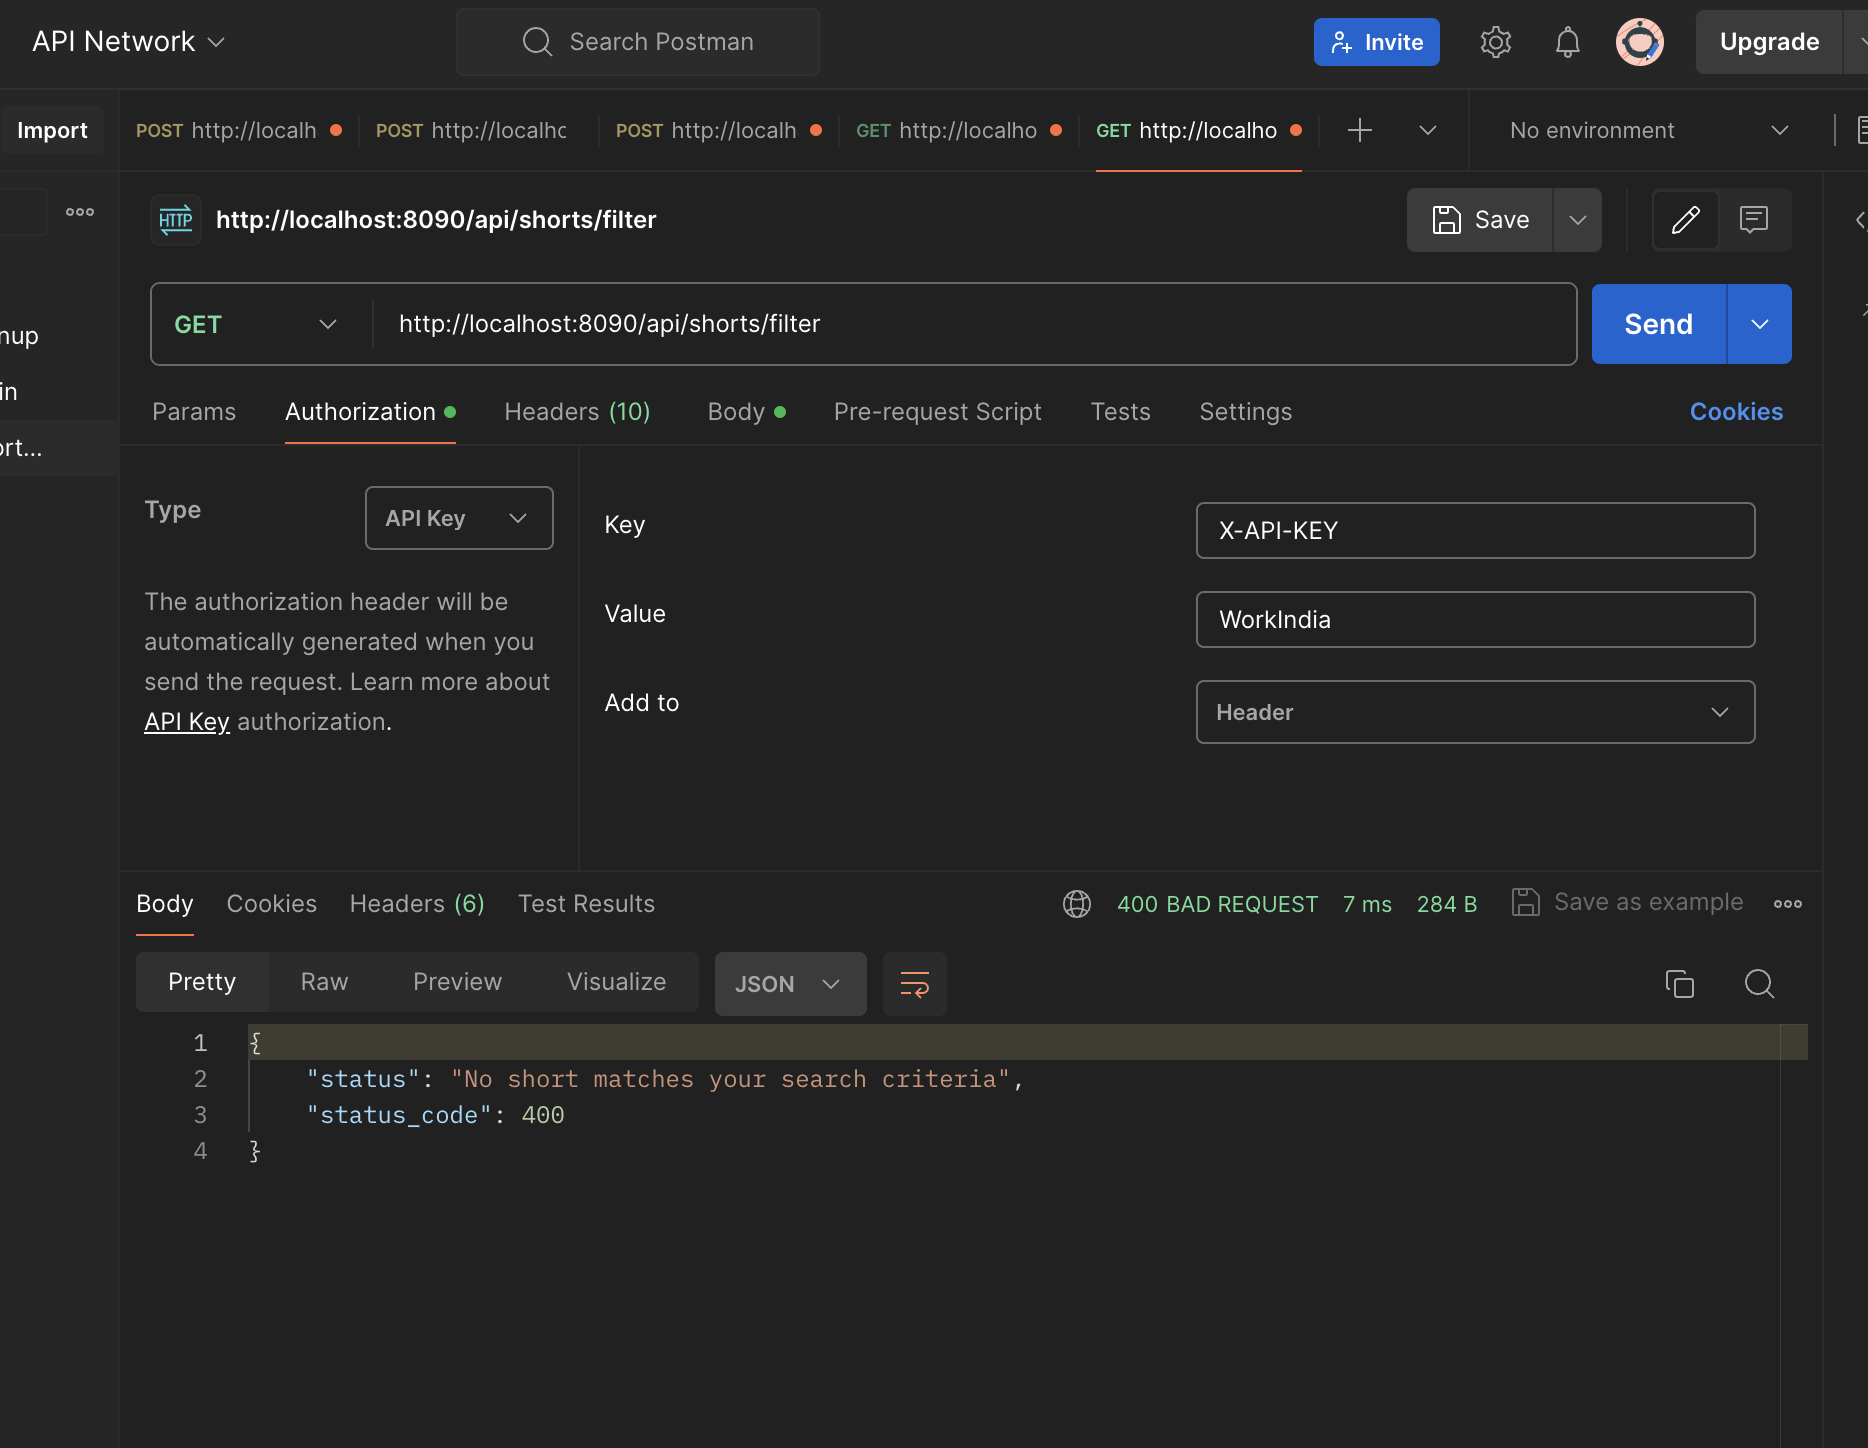 API Network
Search Postman
Invite
Upgrade
Import
POST http://localh
POST http://localhc
POST http://localh
GET http://localho
GET http://localho
No environment
HTTP
http://localhost:8090/api/shorts/filter
Save
GET
http://localhost:8090/api/shorts/filter
Send
nup
in
ort...
Params
Authorization
Headers (10)
Body
Pre-request Script
Tests
Settings
Cookies
Type
API Key
The authorization header will be
automatically generated when you
send the request. Learn more about
API Key authorization.
Key
X-API-KEY
Value
WorkIndia
Add to
Header
Body
Cookies
Headers (6)
Test Results
400 BAD REQUEST
7 ms
284 B
Save as example
Pretty
Raw
Preview
Visualize
JSON
1 {
2 "status": "No short matches your search criteria",
3 "status_code": 400
4 }